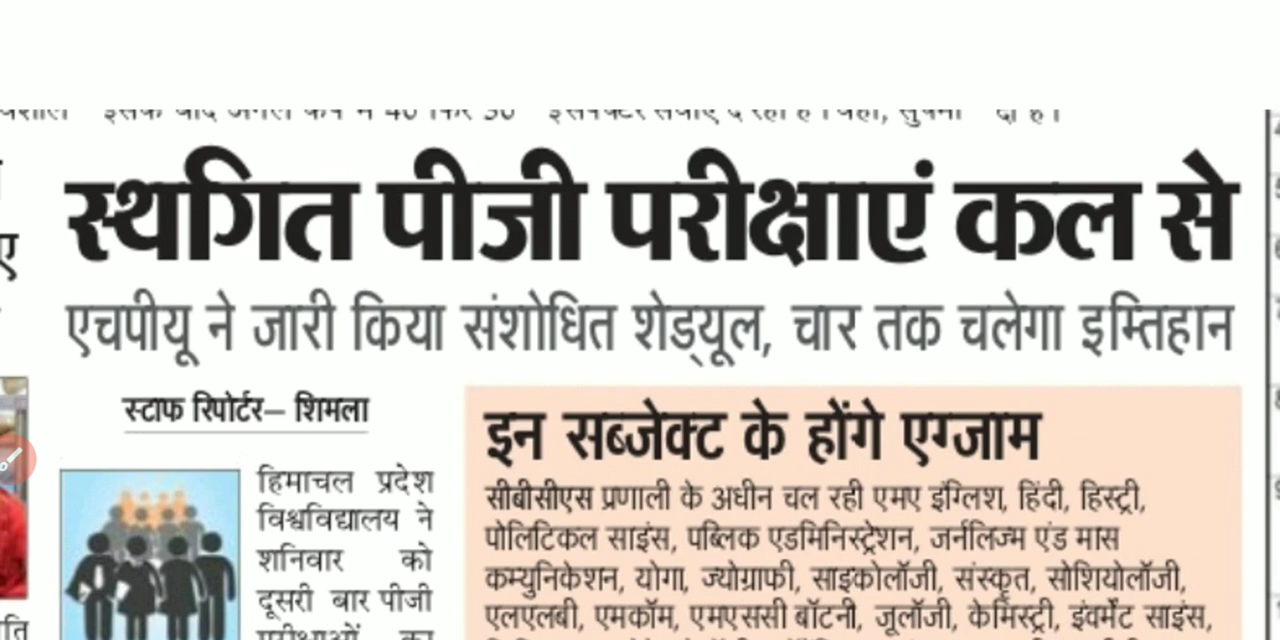 स्थगित पीजी परीक्षाएं कल से
एचपीयू ने जारी किया संशोधित शेड्यूल, चार तक चलेगा इम्तिहान
स्टाफ रिपोर्टर– शिमला
हिमाचल प्रदेश
विश्वविद्यालय ने
शनिवार को
दूसरी बार पीजी
इन सब्जेक्ट के होंगे एग्जाम
सीबीसीएस प्रणाली के अधीन चल रही एमए इंग्लिश, हिंदी, हिस्ट्री,
पोलिटिकल साइंस, पब्लिक एडमिनिस्ट्रेशन, जर्नलिज्म एंड मास
कम्युनिकेशन, योगा, ज्योग्राफी, साइकोलॉजी, संस्कृत, सोशियोलॉजी,
एलएलबी, एमकॉम, एमएससी बॉटनी, जूलॉजी, केमिस्ट्री, इंवर्मेंट साइंस,